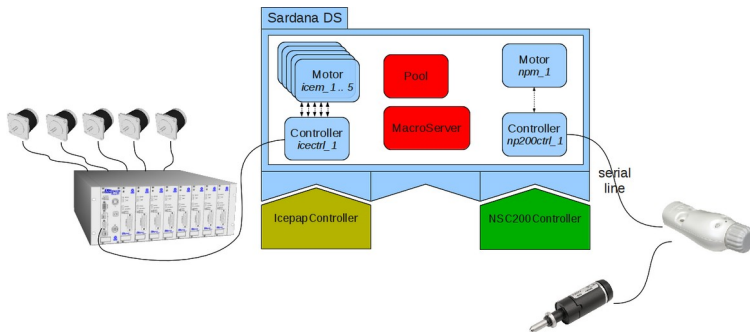 Sardana DS
Motor
icem_1 .. 5
Pool
Motor
npm_1
MacroServer
Controller
icectrl_1
Controller
np200ctrl_1
serial
line
IcepapController
NSC200Controller